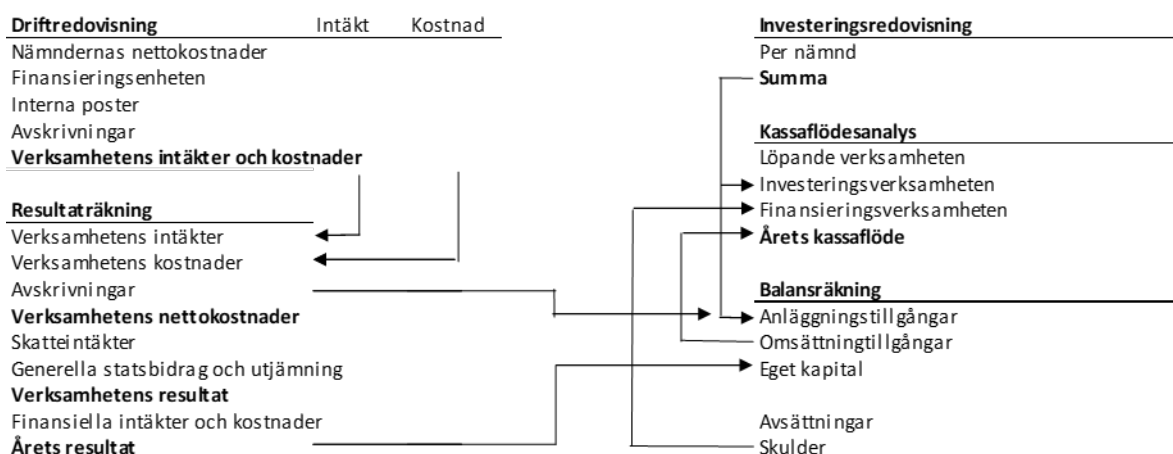 Driftredovisning Intäkt Kostnad
Nämndernas nettokostnader
Finansieringsenheten
Interna poster
Avskrivningar
Verksamhetens intäkter och kostnader
Resultaträkning
Verksamhetens intäkter
Verksamhetens kostnader
Avskrivningar
Verksamhetens nettokostnader
Skatteintäkter
Generella statsbidrag och utjämning
Verksamhetens resultat
Finansiella intäkter och kostnader
Årets resultat
Investeringsredovisning
Per nämnd
Summa
Kassaflödesanalys
Löpande verksamheten
Investeringsverksamheten
Finansieringsverksamheten
Årets kassaflöde
Balansräkning
Anläggningstillgångar
Omsättningtillgångar
Eget kapital
Avsättningar
Skulder